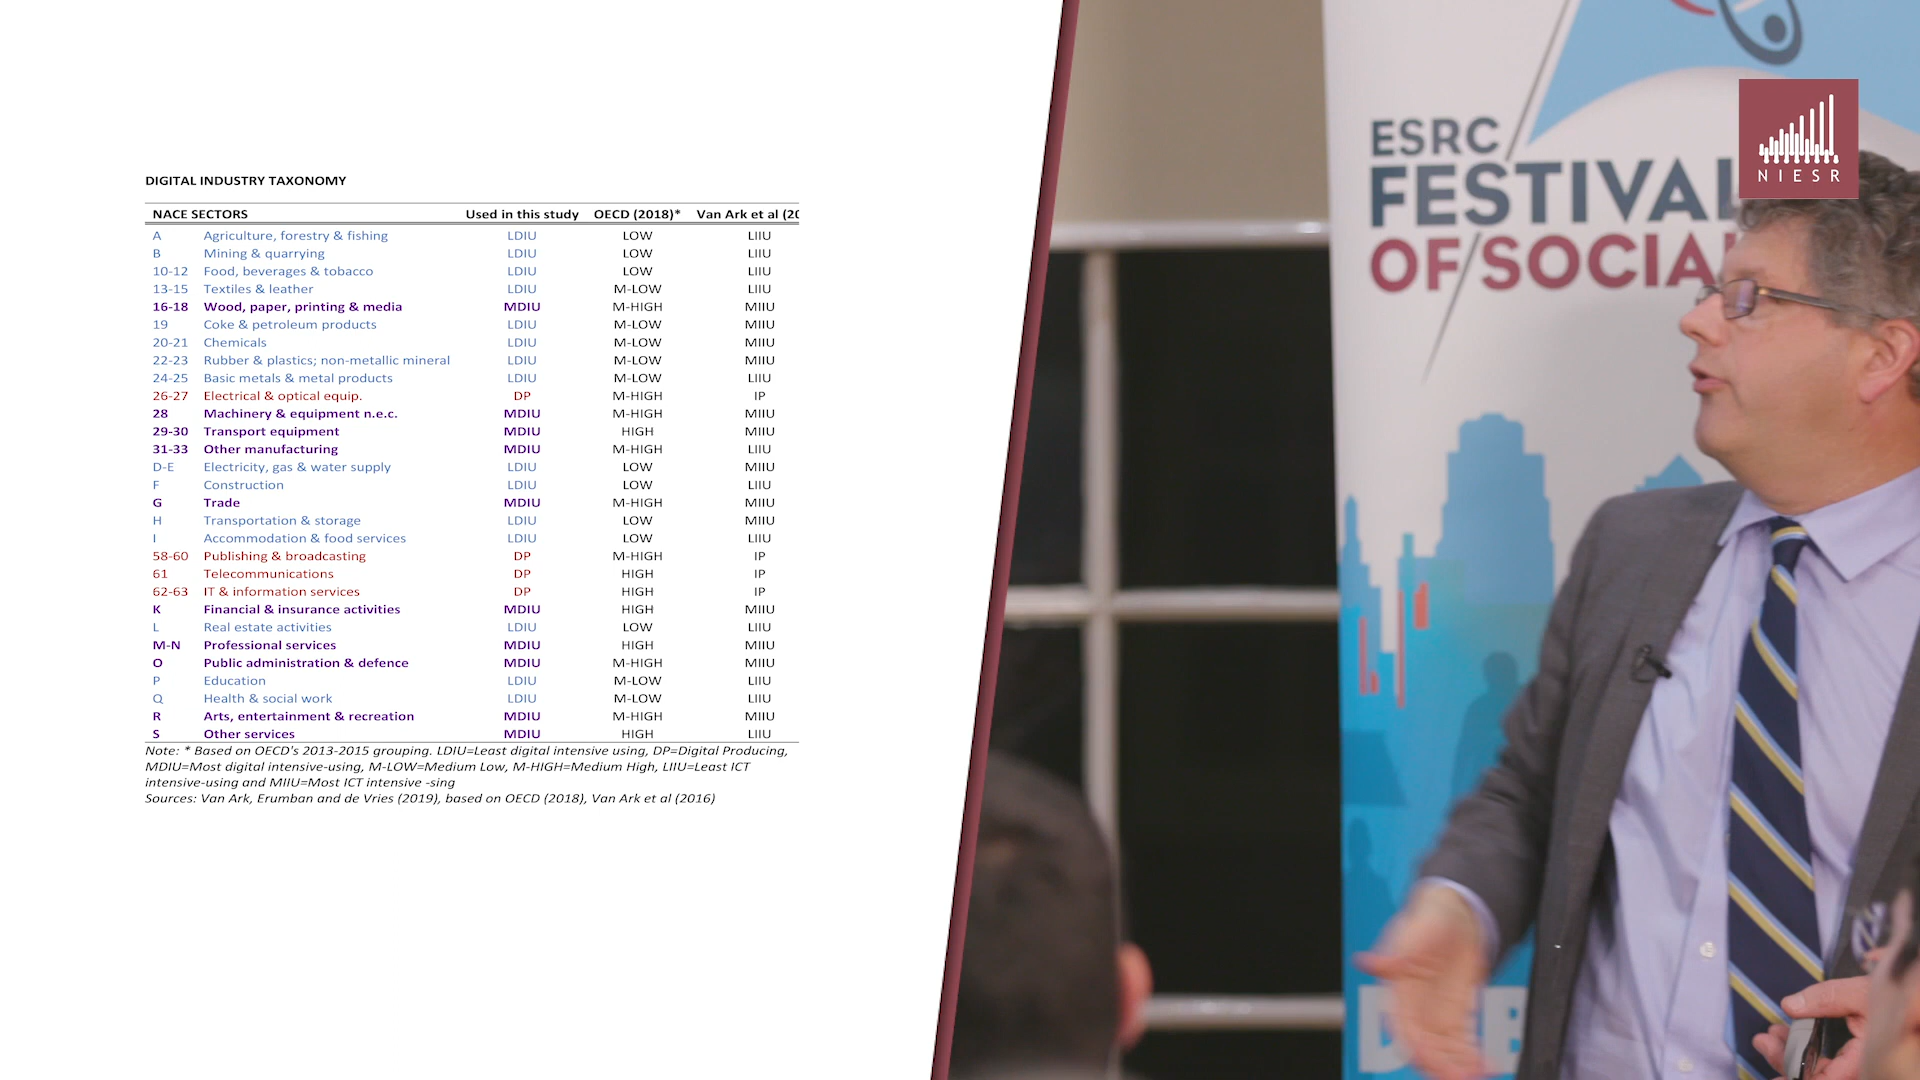 DIGITAL INDUSTRY TAXONOMY
NACE SECTORS Used in this study OECD (2018)* Van Ark et al (20
A Agriculture, forestry & fishing LDIU LOW LIIU
B Mining & quarrying LDIU LOW LIIU
10-12 Food, beverages & tobacco LDIU LOW LIIU
13-15 Textiles & leather LDIU M-LOW LIIU
16-18 Wood, paper, printing & media MDIU M-HIGH MIIU
19 Coke & petroleum products LDIU M-LOW MIIU
20-21 Chemicals LDIU M-LOW MIIU
22-23 Rubber & plastics; non-metallic mineral LDIU M-LOW MIIU
24-25 Basic metals & metal products LDIU M-LOW LIIU
26-27 Electrical & optical equip. DP M-HIGH IP
28 Machinery & equipment n.e.c. MDIU M-HIGH MIIU
29-30 Transport equipment MDIU HIGH MIIU
31-33 Other manufacturing MDIU M-HIGH LIIU
D-E Electricity, gas & water supply LDIU LOW MIIU
F Construction LDIU LOW LIIU
G Trade MDIU M-HIGH MIIU
H Transportation & storage LDIU LOW MIIU
I Accommodation & food services LDIU LOW LIIU
58-60 Publishing & broadcasting DP M-HIGH IP
61 Telecommunications DP HIGH IP
62-63 IT & information services DP HIGH IP
K Financial & insurance activities MDIU HIGH MIIU
L Real estate activities LDIU LOW LIIU
M-N Professional services MDIU HIGH MIIU
O Public administration & defence MDIU M-HIGH MIIU
P Education LDIU M-LOW LIIU
Q Health & social work LDIU M-LOW LIIU
R Arts, entertainment & recreation MDIU M-HIGH MIIU
S Other services MDIU HIGH LIIU
Note: * Based on OECD's 2013-2015 grouping. LDIU=Least digital intensive using, DP=Digital Producing,
MDIU=Most digital intensive-using, M-LOW=Medium Low, M-HIGH=Medium High, LIIU=Least ICT
intensive-using and MIIU=Most ICT intensive -sing
Sources: Van Ark, Erumban and de Vries (2019), based on OECD (2018), Van Ark et al (2016)
ESRC
FESTIVAL
OF SOCIA
NIESR